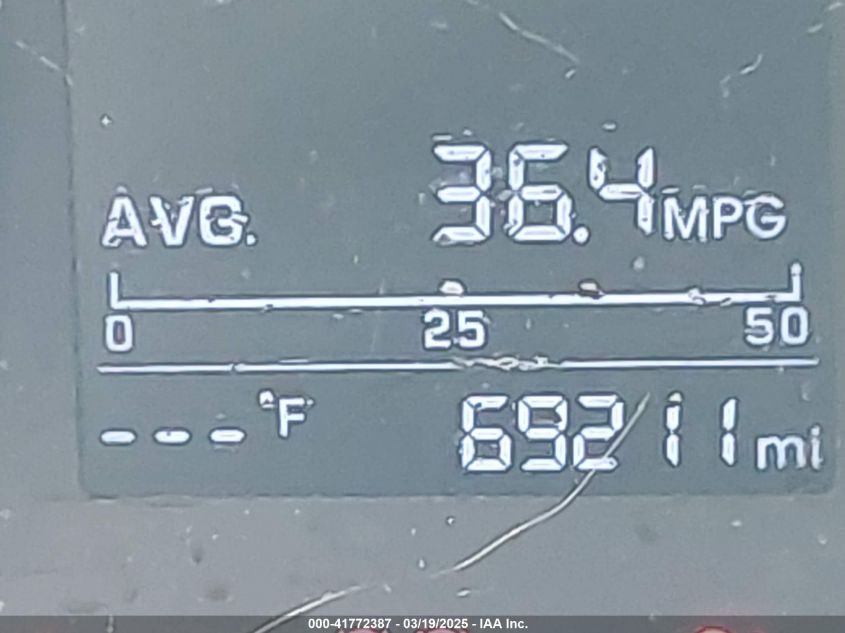 AVG. 36.4 MPG
0 25 50
---°F 69211 mi
000-41772387 - 03/19/2025 - IAA Inc.